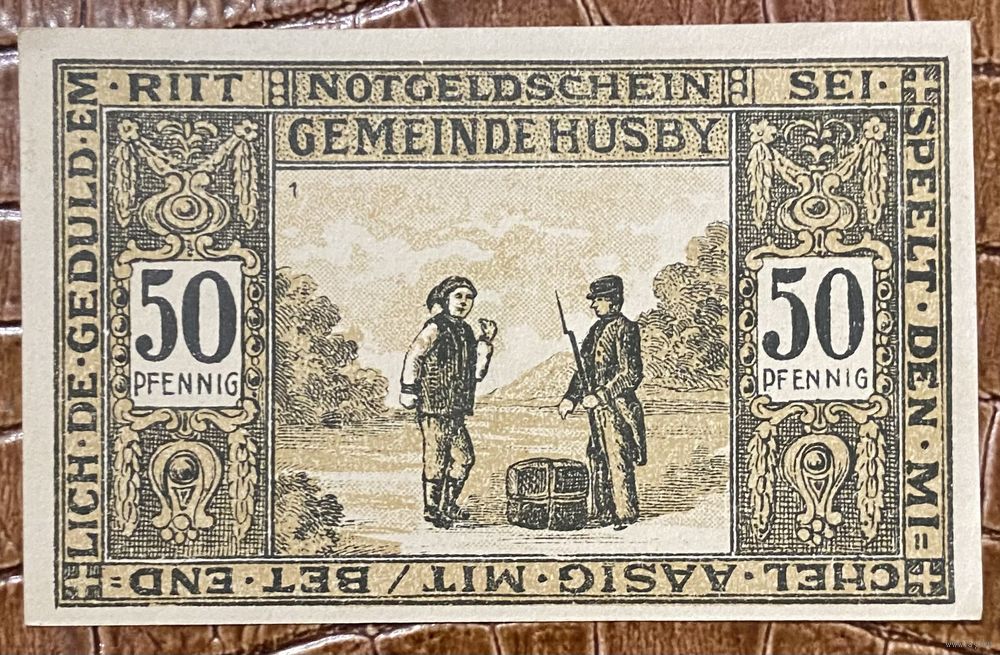 ·RITT NOTGELDSCHEIN SEI·
GEMEINDE HUSBY
1
50
PFENNIG
50
PFENNIG
SPEELT·DEN·MI=
CHEL·AASIG·MIT/BET·END=
LICH·DE·GEDULD·EM